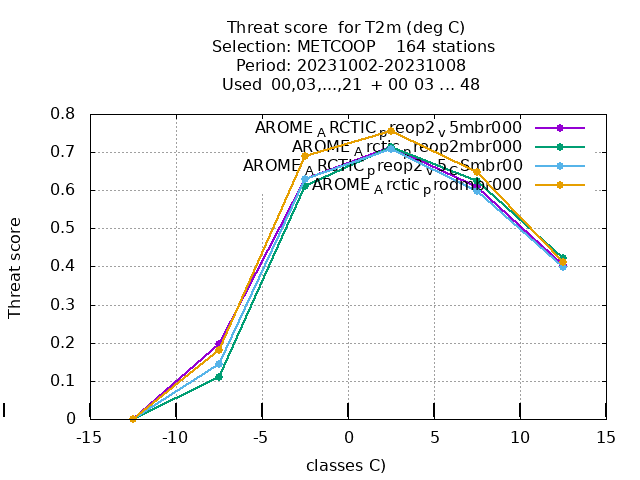 Threat score  for T2m (deg C)
Selection: METCOOP    164 stations
Period: 20231002-20231008
Used  00,03,...,21  + 00 03 ... 48
AROME_ARCTIC_preop2_v5mbr000
AROME_Arctic_preop2mbr000
AROME_ARCTIC_preop2_v5_CSmbr00
AROME_Arctic_prodmbr000
0.8
0.7
0.6
0.5
0.4
0.3
0.2
0.1
0
-15
-10
-5
0
5
10
15
Threat score
classes C)